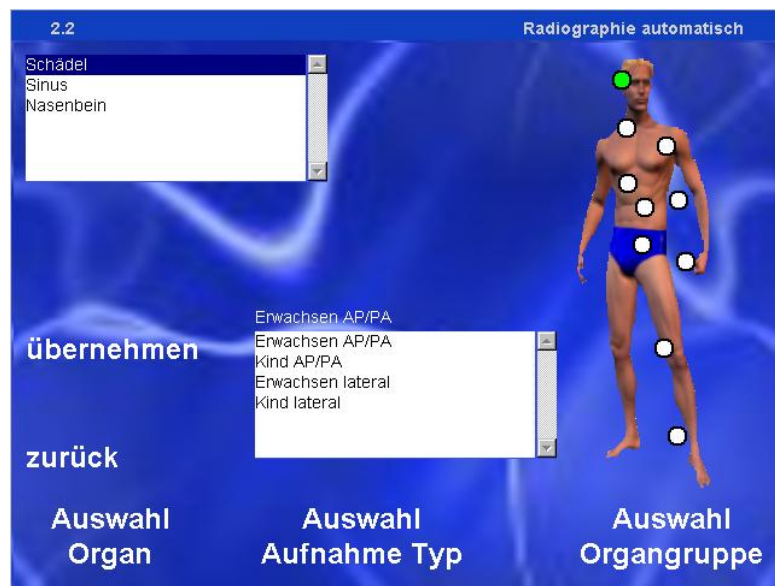 2.2
Radiographie automatisch
Schädel
Sinus
Nasenbein
Erwachsen AP/PA
Erwachsen AP/PA
Kind AP/PA
Erwachsen lateral
Kind lateral
übernehmen
zurück
Auswahl
Organ
Auswahl
Aufnahme Typ
Auswahl
Organgruppe